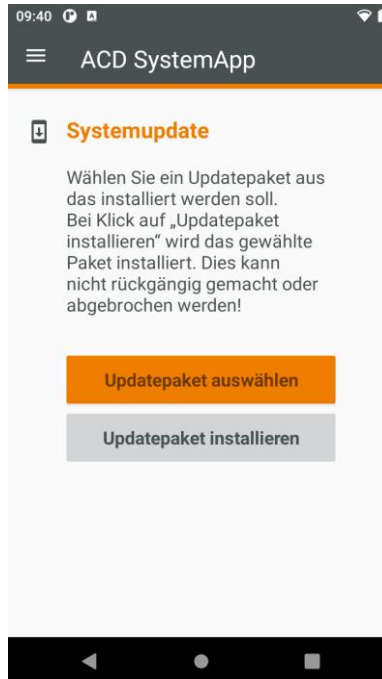 09:40
ACD SystemApp
Systemupdate
Wählen Sie ein Updatepaket aus
das installiert werden soll.
Bei Klick auf „Updatepaket
installieren“ wird das gewählte
Paket installiert. Dies kann
nicht rückgängig gemacht oder
abgebrochen werden!
Updatepaket auswählen
Updatepaket installieren